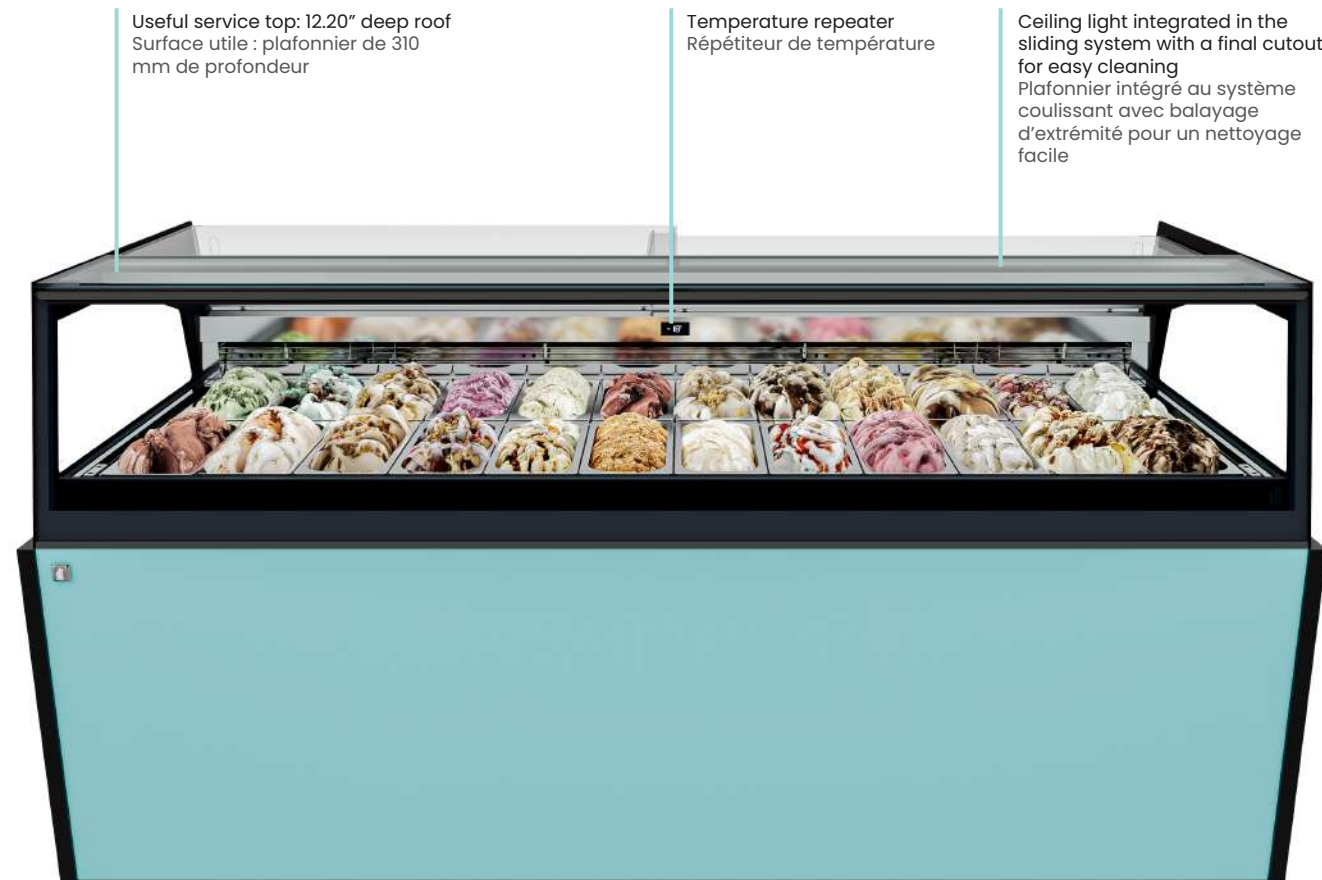 Useful service top: 12.20” deep roof
Surface utile : plafonnier de 310
mm de profondeur
Temperature repeater
Répétiteur de température
Ceiling light integrated in the
sliding system with a final cutout
for easy cleaning
Plafonnier intégré au système
coulissant avec balayage
d’extrémité pour un nettoyage
facile